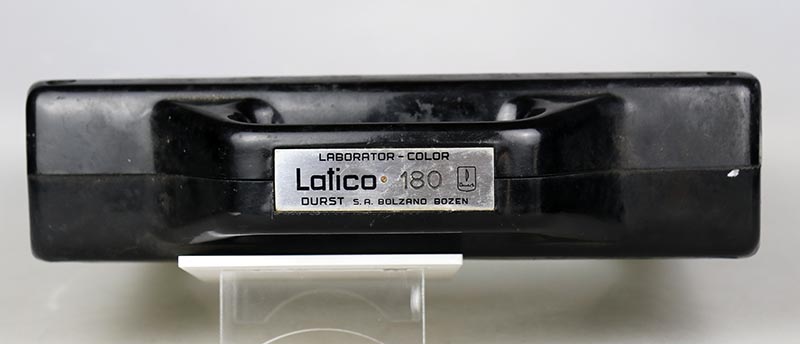 LABORATOR-COLOR
Latico 180
DURST S.A. BOLZANO BOZEN